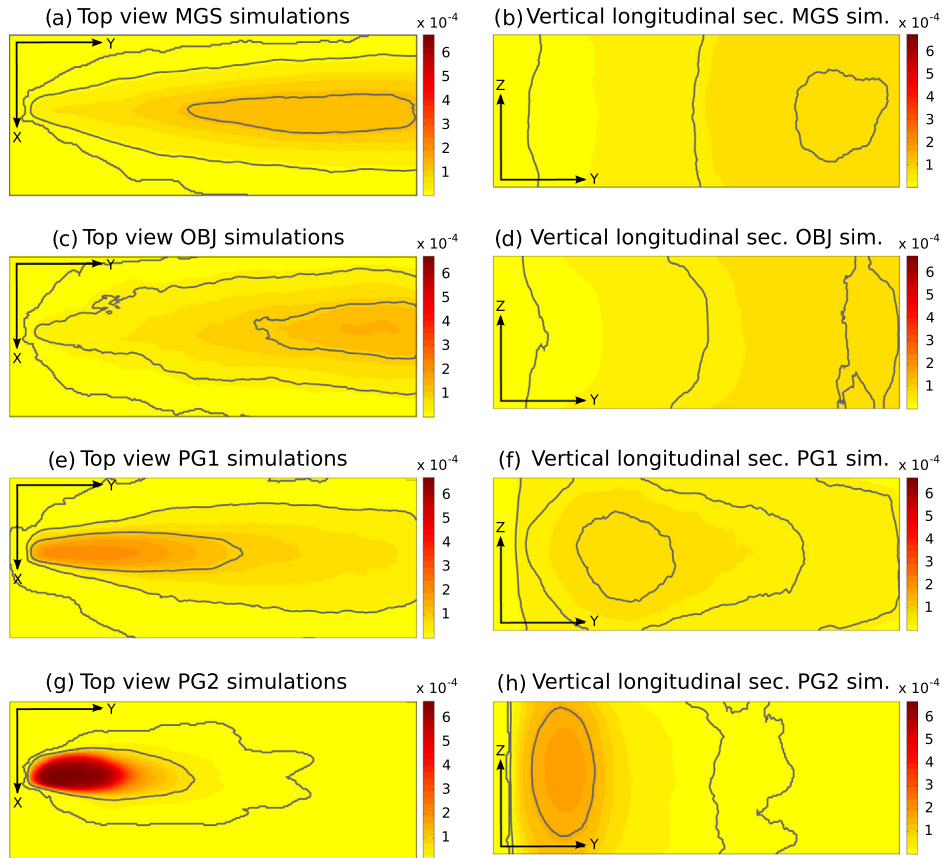 (a) Top view MGS simulations
x 10-4
Y
X
6
5
4
3
2
1
(b) Vertical longitudinal sec. MGS sim.
x 10-4
Z
Y
6
5
4
3
2
1
(c) Top view OBJ simulations
x 10-4
Y
X
6
5
4
3
2
1
(d) Vertical longitudinal sec. OBJ sim.
x 10-4
Z
Y
6
5
4
3
2
1
(e) Top view PG1 simulations
x 10-4
Y
X
6
5
4
3
2
1
(f) Vertical longitudinal sec. PG1 sim.
x 10-4
Z
Y
6
5
4
3
2
1
(g) Top view PG2 simulations
x 10-4
Y
X
6
5
4
3
2
1
(h) Vertical longitudinal sec. PG2 sim.
x 10-4
Z
Y
6
5
4
3
2
1